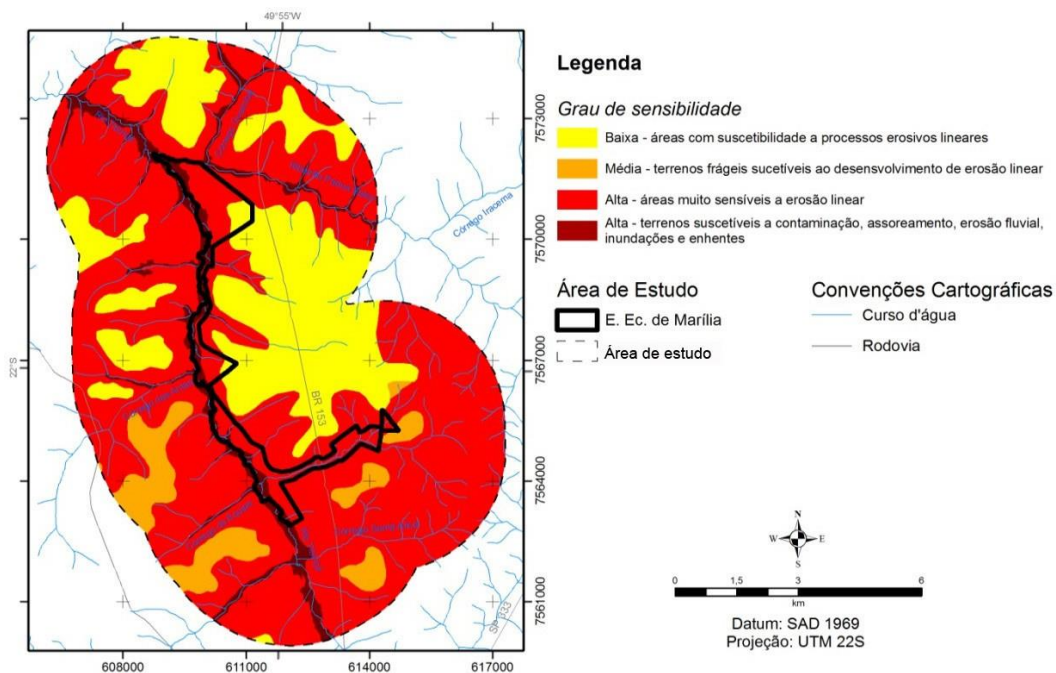 49°55'W
22°S
7573000
7570000
7567000
7564000
7561000
608000
611000
614000
617000
Córrego Iracema
BR 153
SP 333
Legenda
Grau de sensibilidade
Baixa - áreas com suscetibilidade a processos erosivos lineares
Média - terrenos frágeis sucetíveis ao desenvolvimento de erosão linear
Alta - áreas muito sensíveis a erosão linear
Alta - terrenos suscetíveis a contaminação, assoreamento, erosão fluvial,
inundações e enhentes
Área de Estudo
E. Ec. de Marília
Área de estudo
Convenções Cartográficas
Curso d'água
Rodovia
N
W
E
S
0
1,5
3
6
km
Datum: SAD 1969
Projeção: UTM 22S